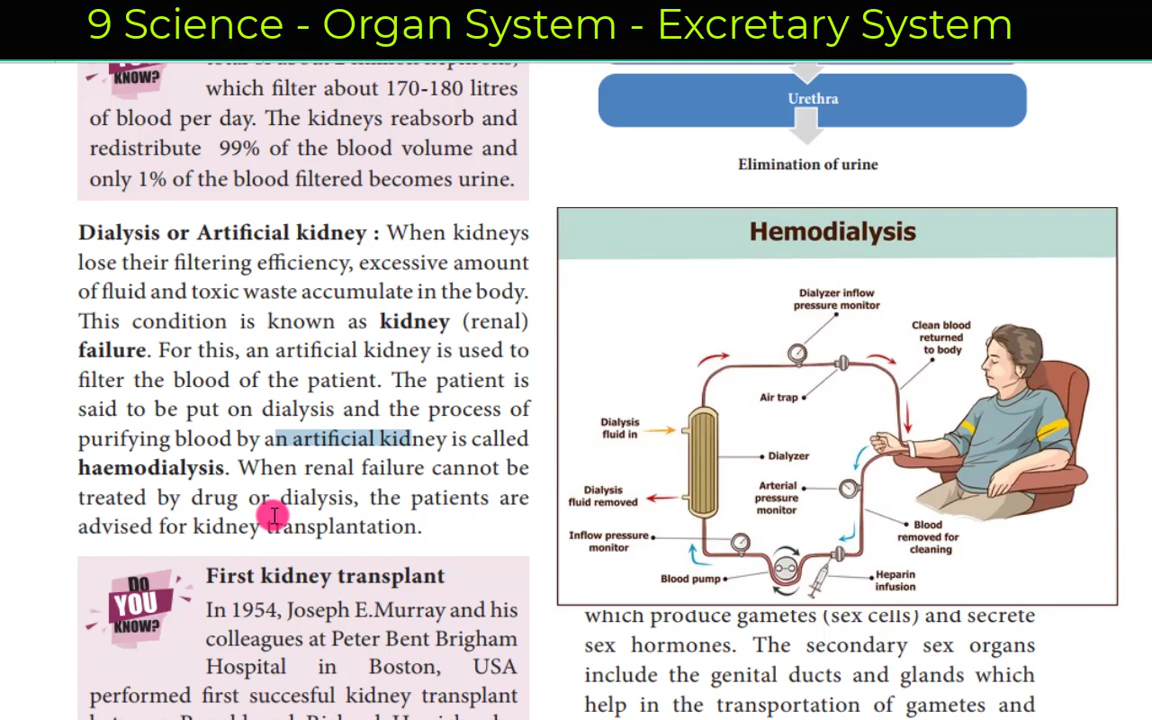 9 Science - Organ System - Excretary System
KNOW?
which filter about 170-180 litres
of blood per day. The kidneys reabsorb and
redistribute 99% of the blood volume and
only 1% of the blood filtered becomes urine.
Dialysis or Artificial kidney : When kidneys
lose their filtering efficiency, excessive amount
of fluid and toxic waste accumulate in the body.
This condition is known as kidney (renal)
failure. For this, an artificial kidney is used to
filter the blood of the patient. The patient is
said to be put on dialysis and the process of
purifying blood by an artificial kidney is called
haemodialysis. When renal failure cannot be
treated by drug or dialysis, the patients are
advised for kidney transplantation.
DO
YOU
KNOW?
First kidney transplant
In 1954, Joseph E.Murray and his
colleagues at Peter Bent Brigham
Hospital in Boston, USA
performed first succesful kidney transplant
Urethra
Elimination of urine
Hemodialysis
Dialyzer inflow
pressure monitor
Clean blood
returned
to body
Air trap
Dialysis
fluid in
Dialyzer
Dialysis
fluid removed
Arterial
pressure
monitor
Inflow pressure
monitor
Blood
removed for
cleaning
Blood pump
Heparin
infusion
which produce gametes (sex cells) and secrete
sex hormones. The secondary sex organs
include the genital ducts and glands which
help in the transportation of gametes and